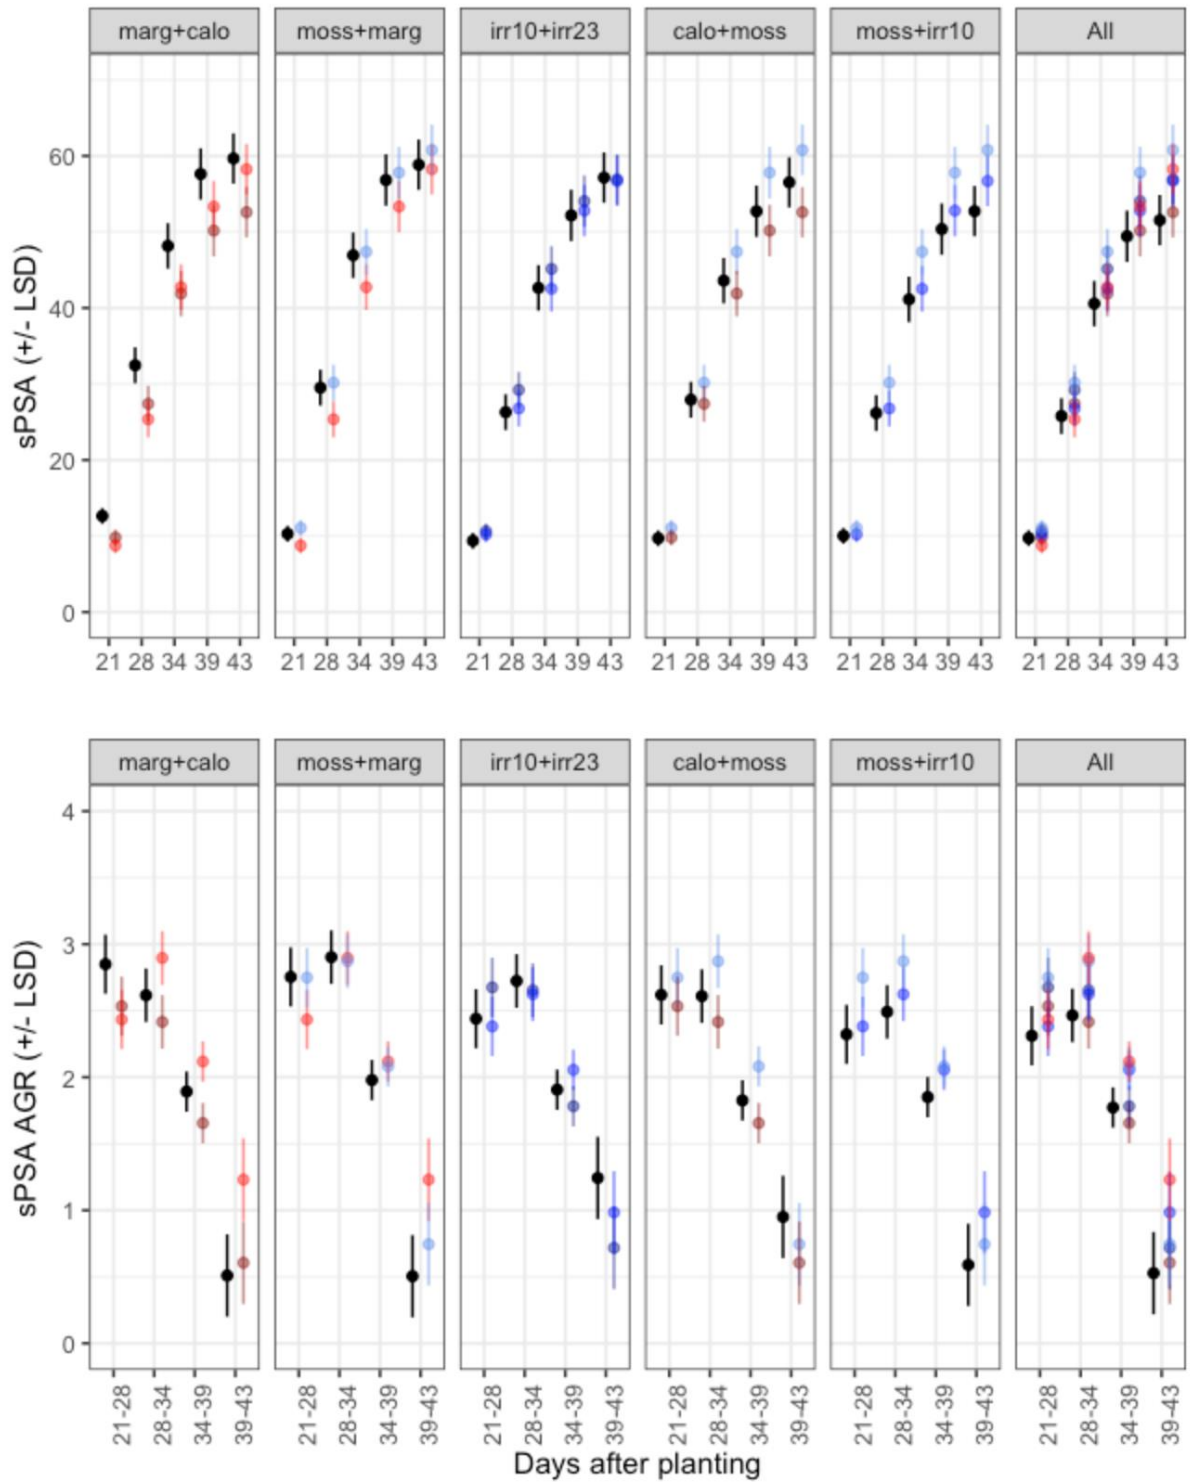 marg+calo moss+marg irr10+irr23 calo+moss moss+irr10 All
sPSA (+/- LSD)
60
40
20
0
21 28 34 39 43 21 28 34 39 43 21 28 34 39 43 21 28 34 39 43 21 28 34 39 43 21 28 34 39 43
marg+calo moss+marg irr10+irr23 calo+moss moss+irr10 All
sPSA AGR (+/- LSD)
4
3
2
1
0
21-28 28-34 34-39 39-43 21-28 28-34 34-39 39-43 21-28 28-34 34-39 39-43 21-28 28-34 34-39 39-43 21-28 28-34 34-39 39-43 21-28 28-34 34-39 39-43
Days after planting